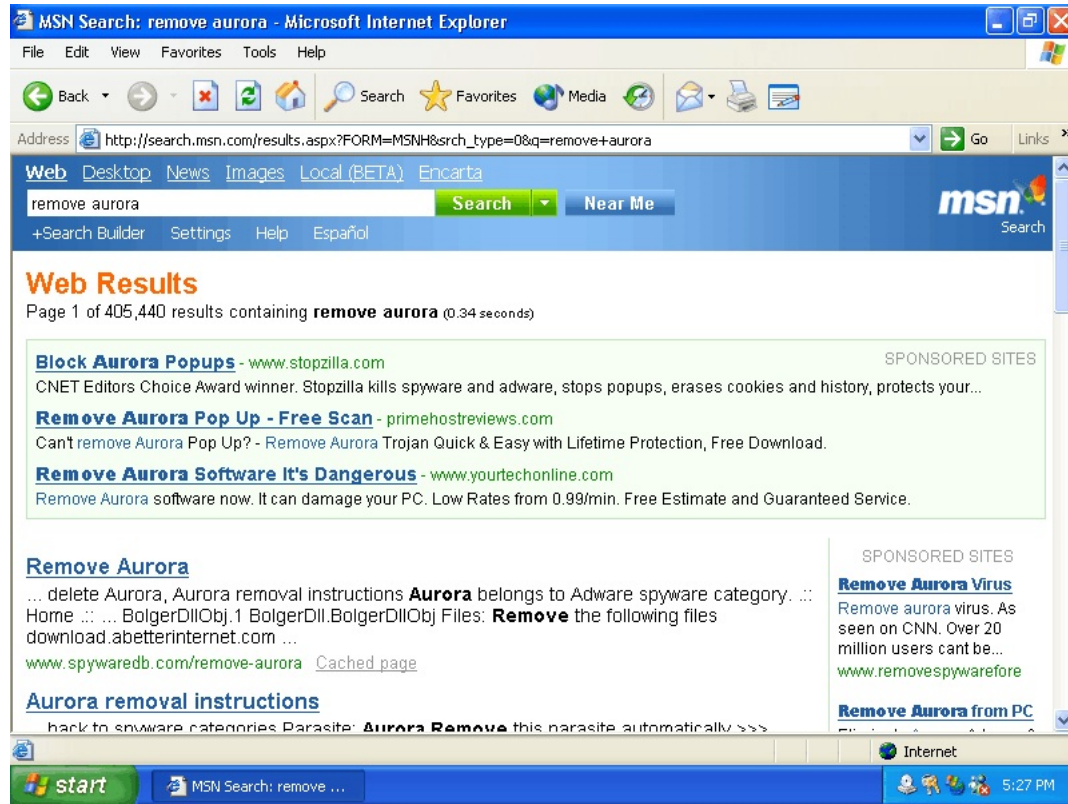 MSN Search: remove aurora - Microsoft Internet Explorer
File Edit View Favorites Tools Help
Back Search Favorites Media
Address http://search.msn.com/results.aspx?FORM=MSNH&srch_type=0&q=remove+aurora Go Links »
Web Desktop News Images Local (BETA) Encarta
remove aurora Search Near Me
msn.
Search
+Search Builder Settings Help Español
Web Results
Page 1 of 405,440 results containing remove aurora (0.34 seconds)
SPONSORED SITES
Block Aurora Popups - www.stopzilla.com
CNET Editors Choice Award winner. Stopzilla kills spyware and adware, stops popups, erases cookies and history, protects your...
Remove Aurora Pop Up - Free Scan - primehostreviews.com
Can't remove Aurora Pop Up? - Remove Aurora Trojan Quick & Easy with Lifetime Protection, Free Download.
Remove Aurora Software It's Dangerous - www.yourtechonline.com
Remove Aurora software now. It can damage your PC. Low Rates from 0.99/min. Free Estimate and Guaranteed Service.
Remove Aurora
... delete Aurora, Aurora removal instructions Aurora belongs to Adware spyware category. .::
Home .:: ... BolgerDllObj.1 BolgerDll.BolgerDllObj Files: Remove the following files
download.abetterinternet.com ...
www.spywaredb.com/remove-aurora Cached page
Aurora removal instructions
... back to spyware categories Parasite: Aurora Remove this parasite automatically >>>
SPONSORED SITES
Remove Aurora Virus
Remove aurora virus. As
seen on CNN. Over 20
million users cant be...
www.removespywarefore
Remove Aurora from PC
Internet
start MSN Search: remove ... 5:27 PM